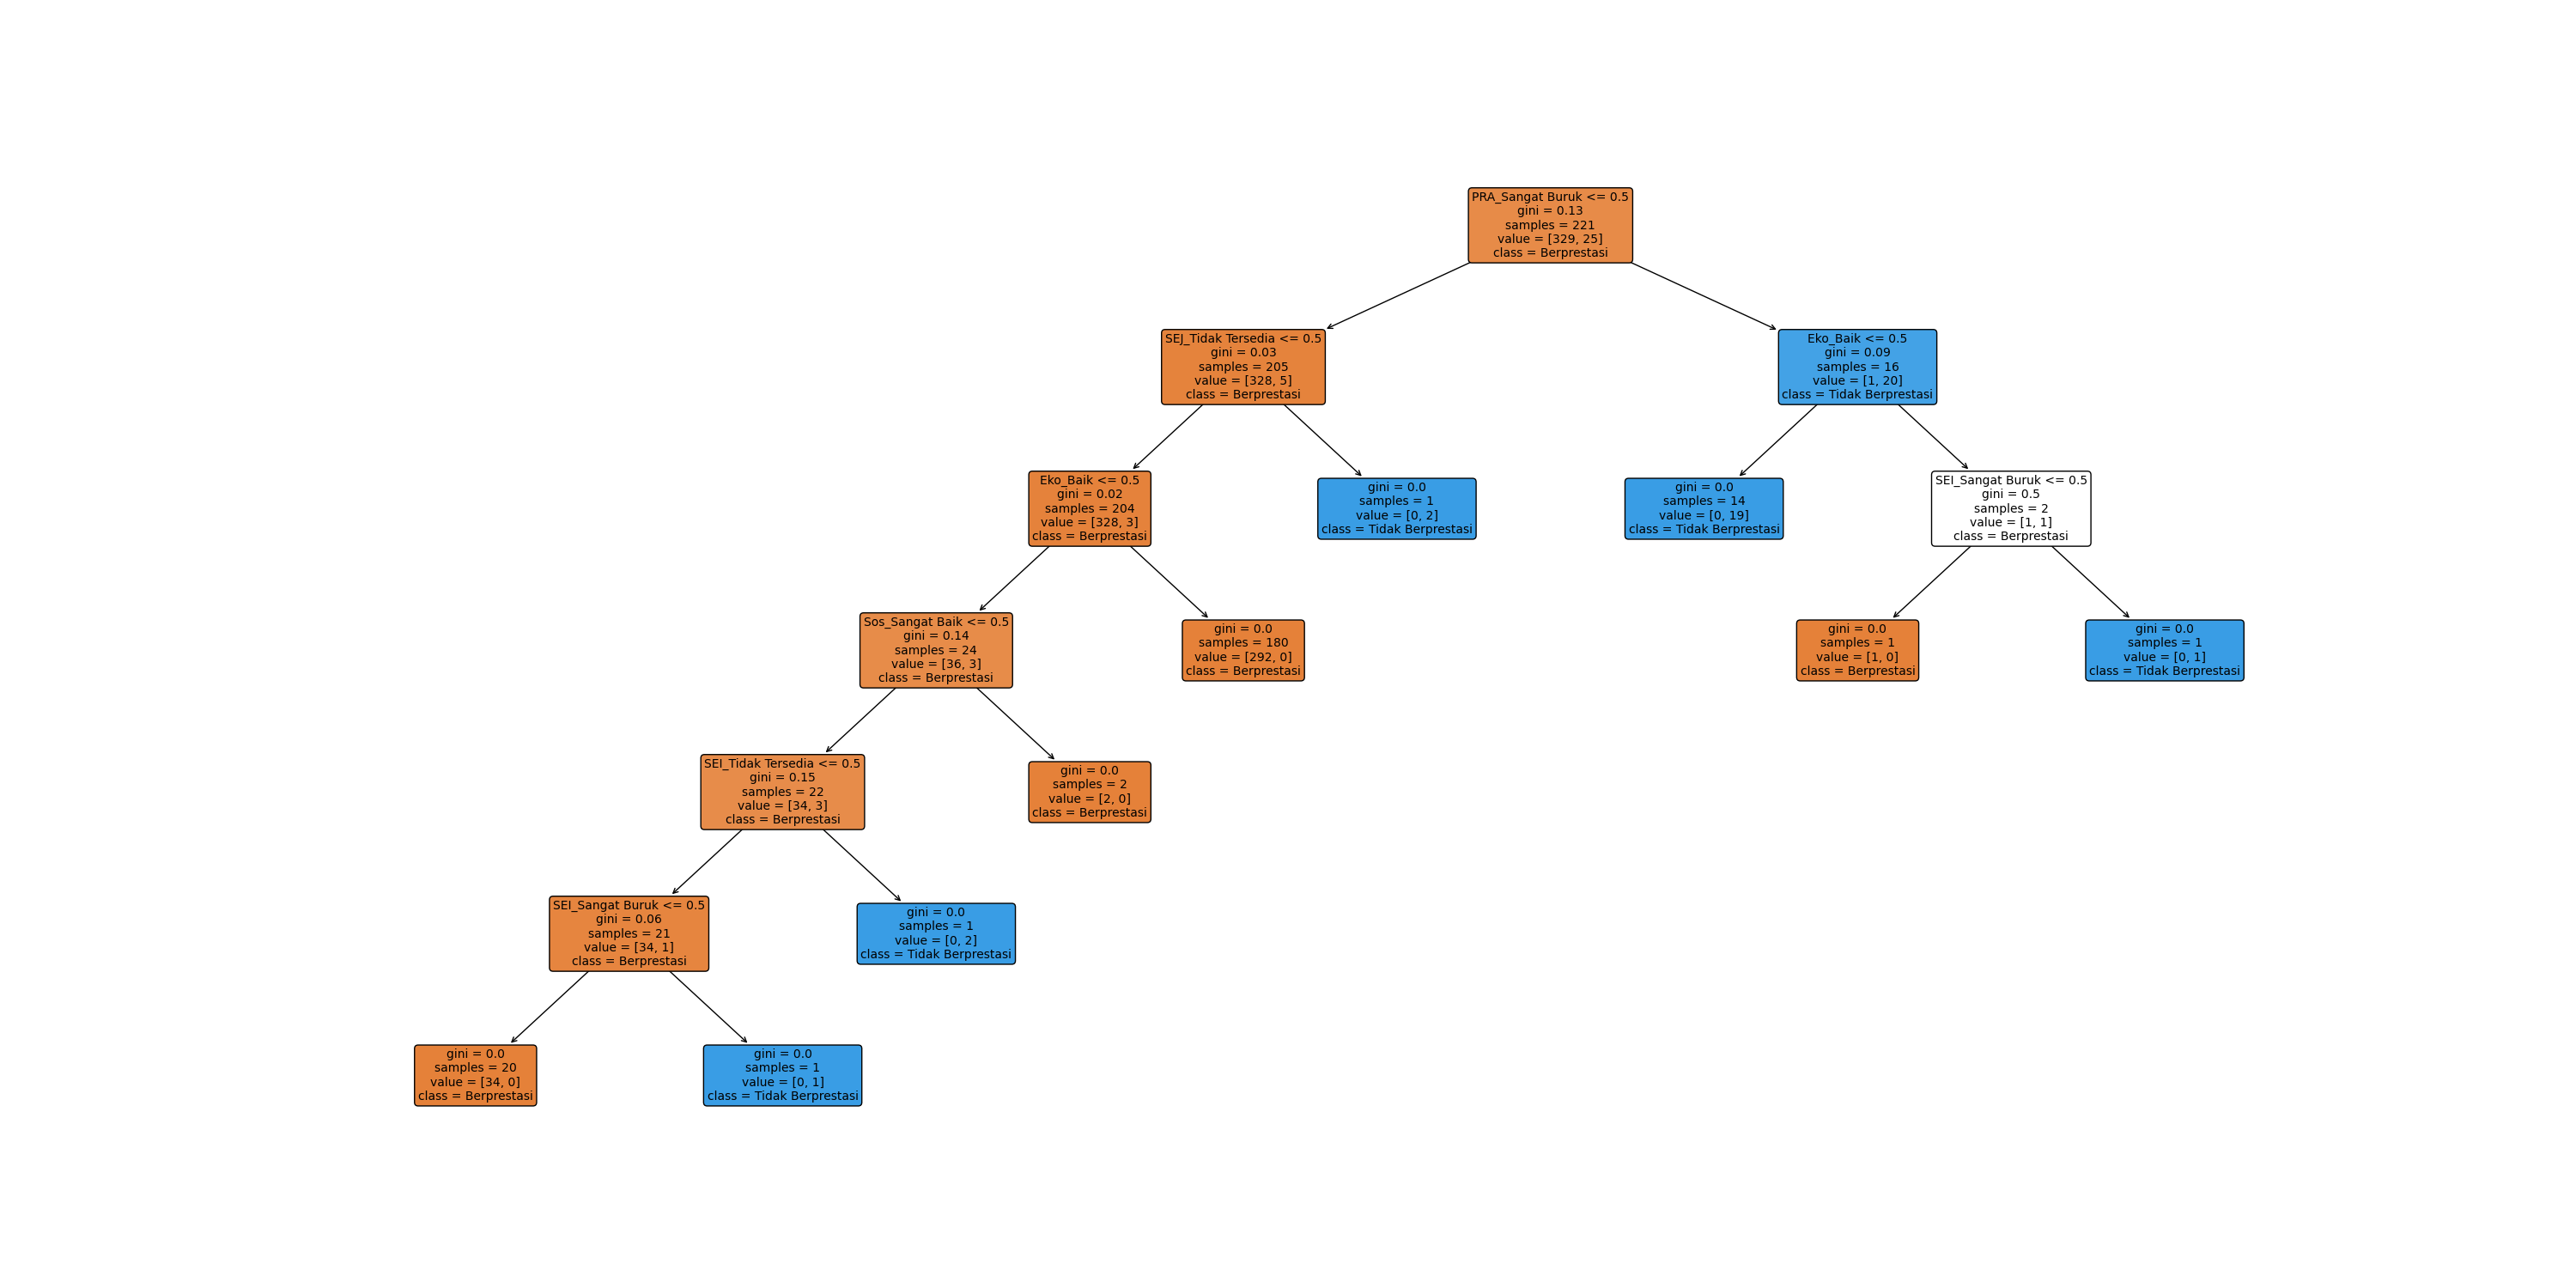 PRA_Sangat Buruk <= 0.5
gini = 0.13
samples = 221
value = [329, 25]
class = Berprestasi
SEJ_Tidak Tersedia <= 0.5
gini = 0.03
samples = 205
value = [328, 5]
class = Berprestasi
Eko_Baik <= 0.5
gini = 0.09
samples = 16
value = [1, 20]
class = Tidak Berprestasi
Eko_Baik <= 0.5
gini = 0.02
samples = 204
value = [328, 3]
class = Berprestasi
gini = 0.0
samples = 1
value = [0, 2]
class = Tidak Berprestasi
gini = 0.0
samples = 14
value = [0, 19]
class = Tidak Berprestasi
SEI_Sangat Buruk <= 0.5
gini = 0.5
samples = 2
value = [1, 1]
class = Berprestasi
Sos_Sangat Baik <= 0.5
gini = 0.14
samples = 24
value = [36, 3]
class = Berprestasi
gini = 0.0
samples = 180
value = [292, 0]
class = Berprestasi
gini = 0.0
samples = 1
value = [1, 0]
class = Berprestasi
gini = 0.0
samples = 1
value = [0, 1]
class = Tidak Berprestasi
SEI_Tidak Tersedia <= 0.5
gini = 0.15
samples = 22
value = [34, 3]
class = Berprestasi
gini = 0.0
samples = 2
value = [2, 0]
class = Berprestasi
SEI_Sangat Buruk <= 0.5
gini = 0.06
samples = 21
value = [34, 1]
class = Berprestasi
gini = 0.0
samples = 1
value = [0, 2]
class = Tidak Berprestasi
gini = 0.0
samples = 20
value = [34, 0]
class = Berprestasi
gini = 0.0
samples = 1
value = [0, 1]
class = Tidak Berprestasi